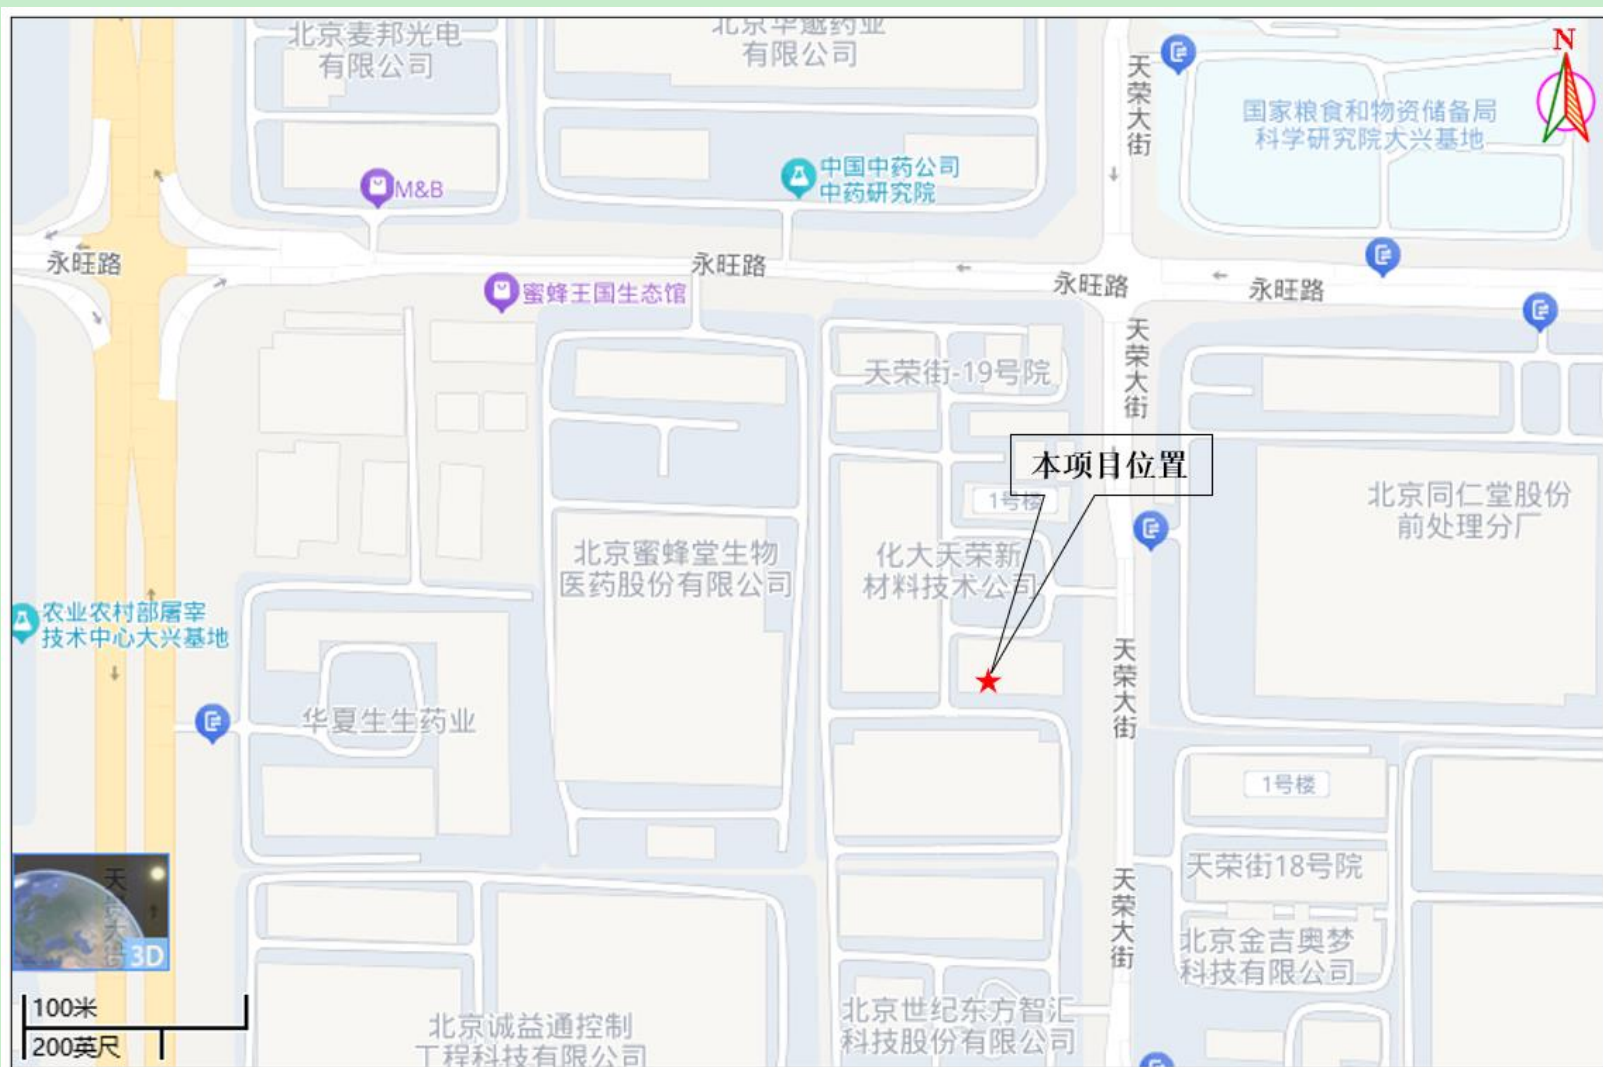 北京麦邦光电
有限公司
北京华邈药业
有限公司
天荣大街
N
国家粮食和物资储备局
科学研究院大兴基地
M&B
中国中药公司
中药研究院
永旺路
永旺路
永旺路
永旺路
蜜蜂王国生态馆
天荣大街
天荣街-19号院
本项目位置
1号楼
北京同仁堂股份
前处理分厂
北京蜜蜂堂生物
医药股份有限公司
化大天荣新
材料技术公司
农业农村部屠宰
技术中心大兴基地
天荣大街
华夏生生药业
1号楼
天荣街18号院
天荣大街
北京金吉奥梦
科技有限公司
3D
100米
200英尺
北京诚益通控制
工程科技有限公司
北京世纪东方智汇
科技股份有限公司